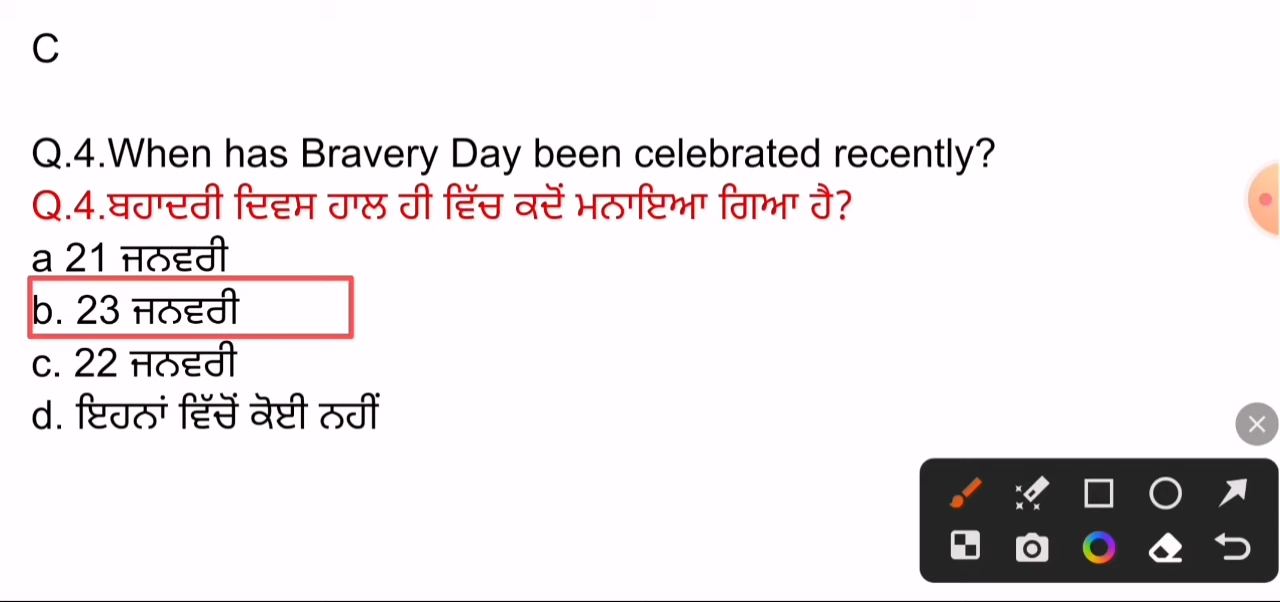 C
Q.4.When has Bravery Day been celebrated recently?
Q.4.ਬਹਾਦਰੀ ਦਿਵਸ ਹਾਲ ਹੀ ਵਿੱਚ ਕਦੋਂ ਮਨਾਇਆ ਗਿਆ ਹੈ?
a 21 ਜਨਵਰੀ
b. 23 ਜਨਵਰੀ
c. 22 ਜਨਵਰੀ
d. ਇਹਨਾਂ ਵਿੱਚੋਂ ਕੋਈ ਨਹੀਂ